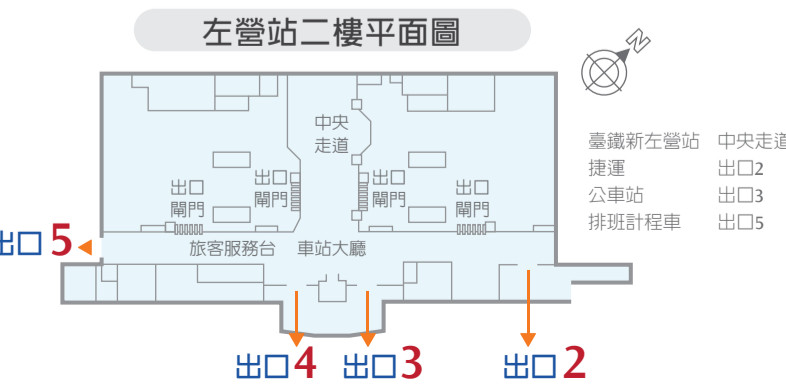 左營站二樓平面圖
N
中央
走道
臺鐵新左營站 中央走道
捷運 出口2
公車站 出口3
排班計程車 出口5
出口
閘門
出口
閘門
出口
閘門
出口
閘門
出口 5
旅客服務台 車站大廳
出口 4
出口 3
出口 2